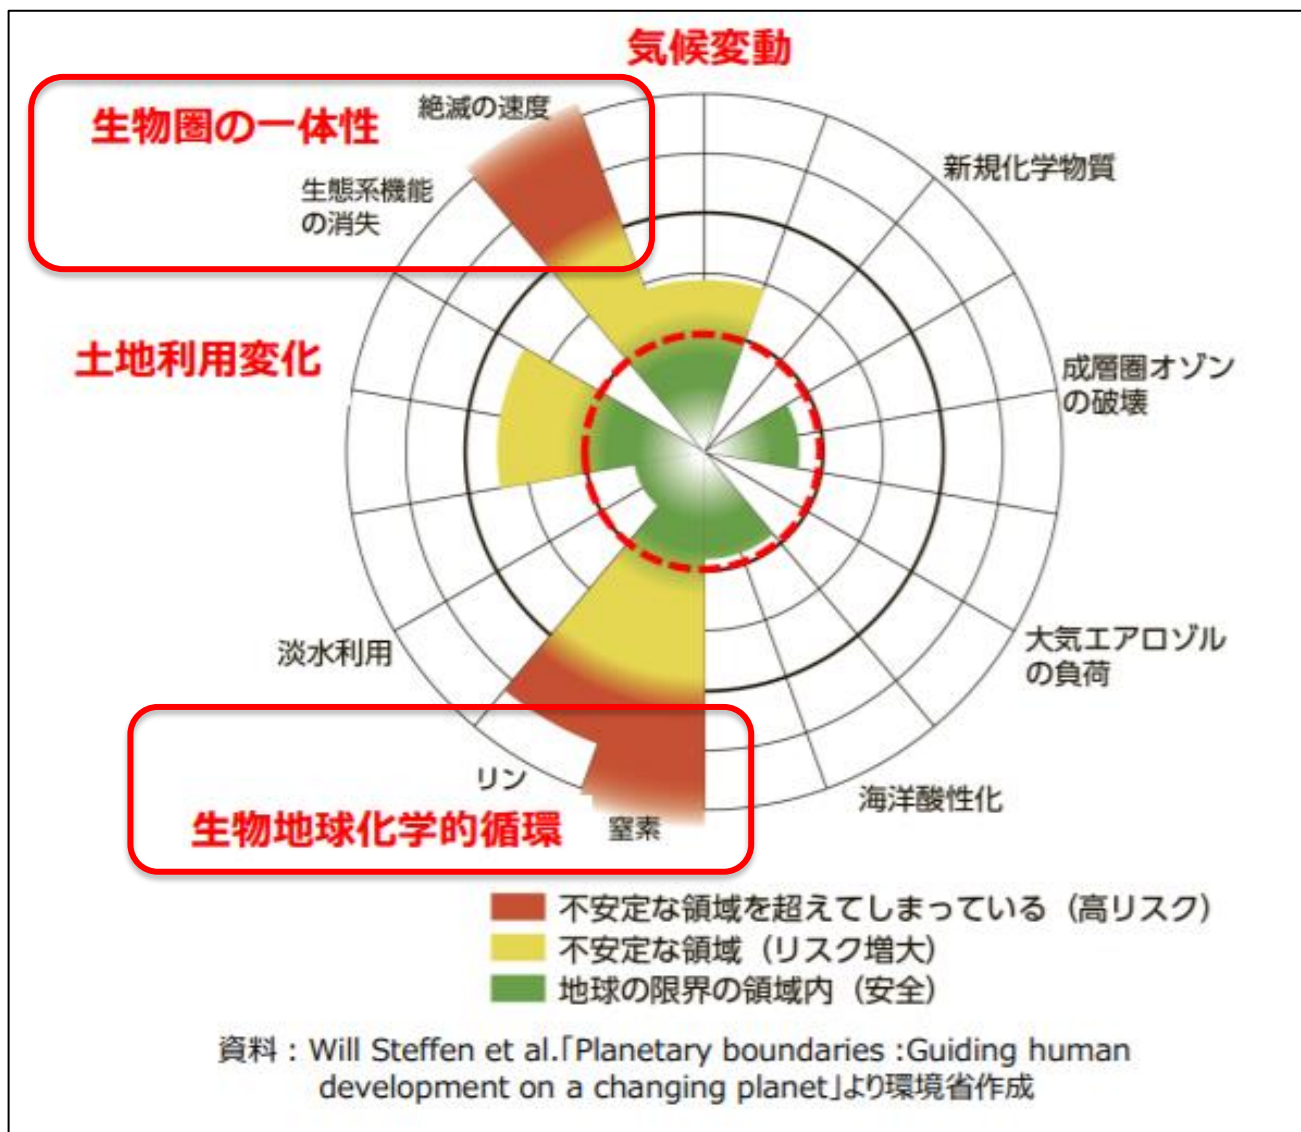 気候変動
生物圏の一体性
絶滅の速度
生態系機能
の消失
新規化学物質
土地利用変化
成層圏オゾン
の破壊
淡水利用
大気エアロゾル
の負荷
リン
海洋酸性化
生物地球化学的循環
窒素
不安定な領域を超えてしまっている（高リスク）
不安定な領域（リスク増大）
地球の限界の領域内（安全）
資料：Will Steffen et al.「Planetary boundaries :Guiding human
development on a changing planet」より環境省作成